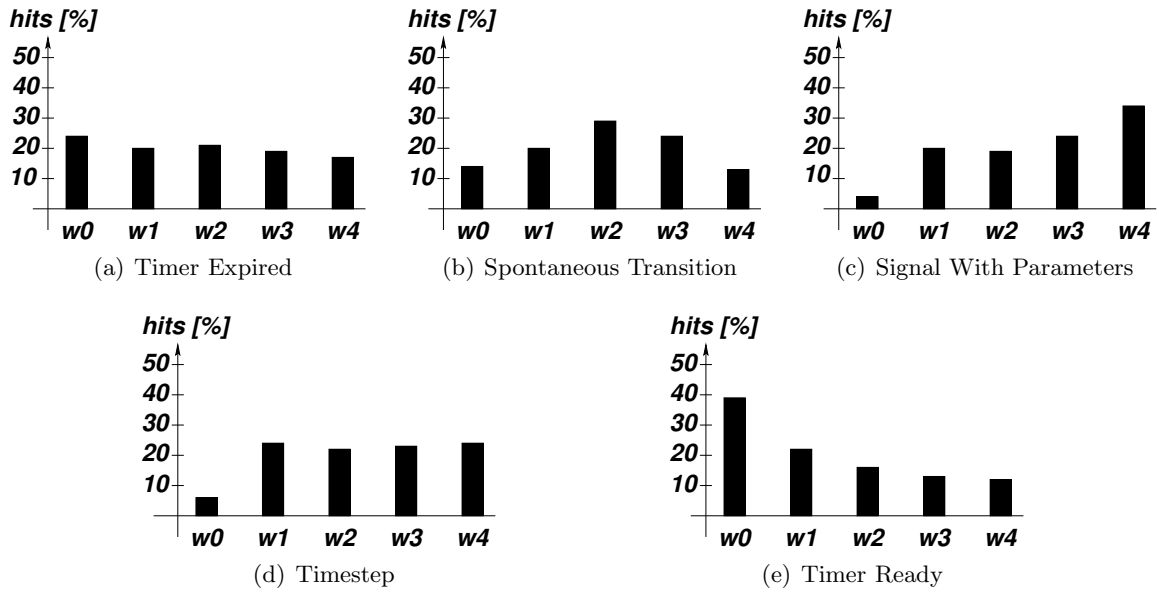 hits [%]
50
40
30
20
10
w0 w1 w2 w3 w4
(a) Timer Expired
hits [%]
50
40
30
20
10
w0 w1 w2 w3 w4
(b) Spontaneous Transition
hits [%]
50
40
30
20
10
w0 w1 w2 w3 w4
(c) Signal With Parameters
hits [%]
50
40
30
20
10
w0 w1 w2 w3 w4
(d) Timestep
hits [%]
50
40
30
20
10
w0 w1 w2 w3 w4
(e) Timer Ready